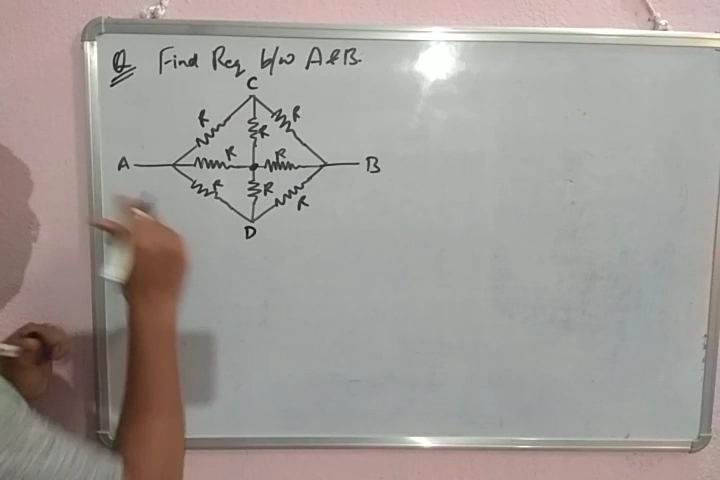 Q Find Req b/w A & B.
C
R R
R
A R R B
R R R
D